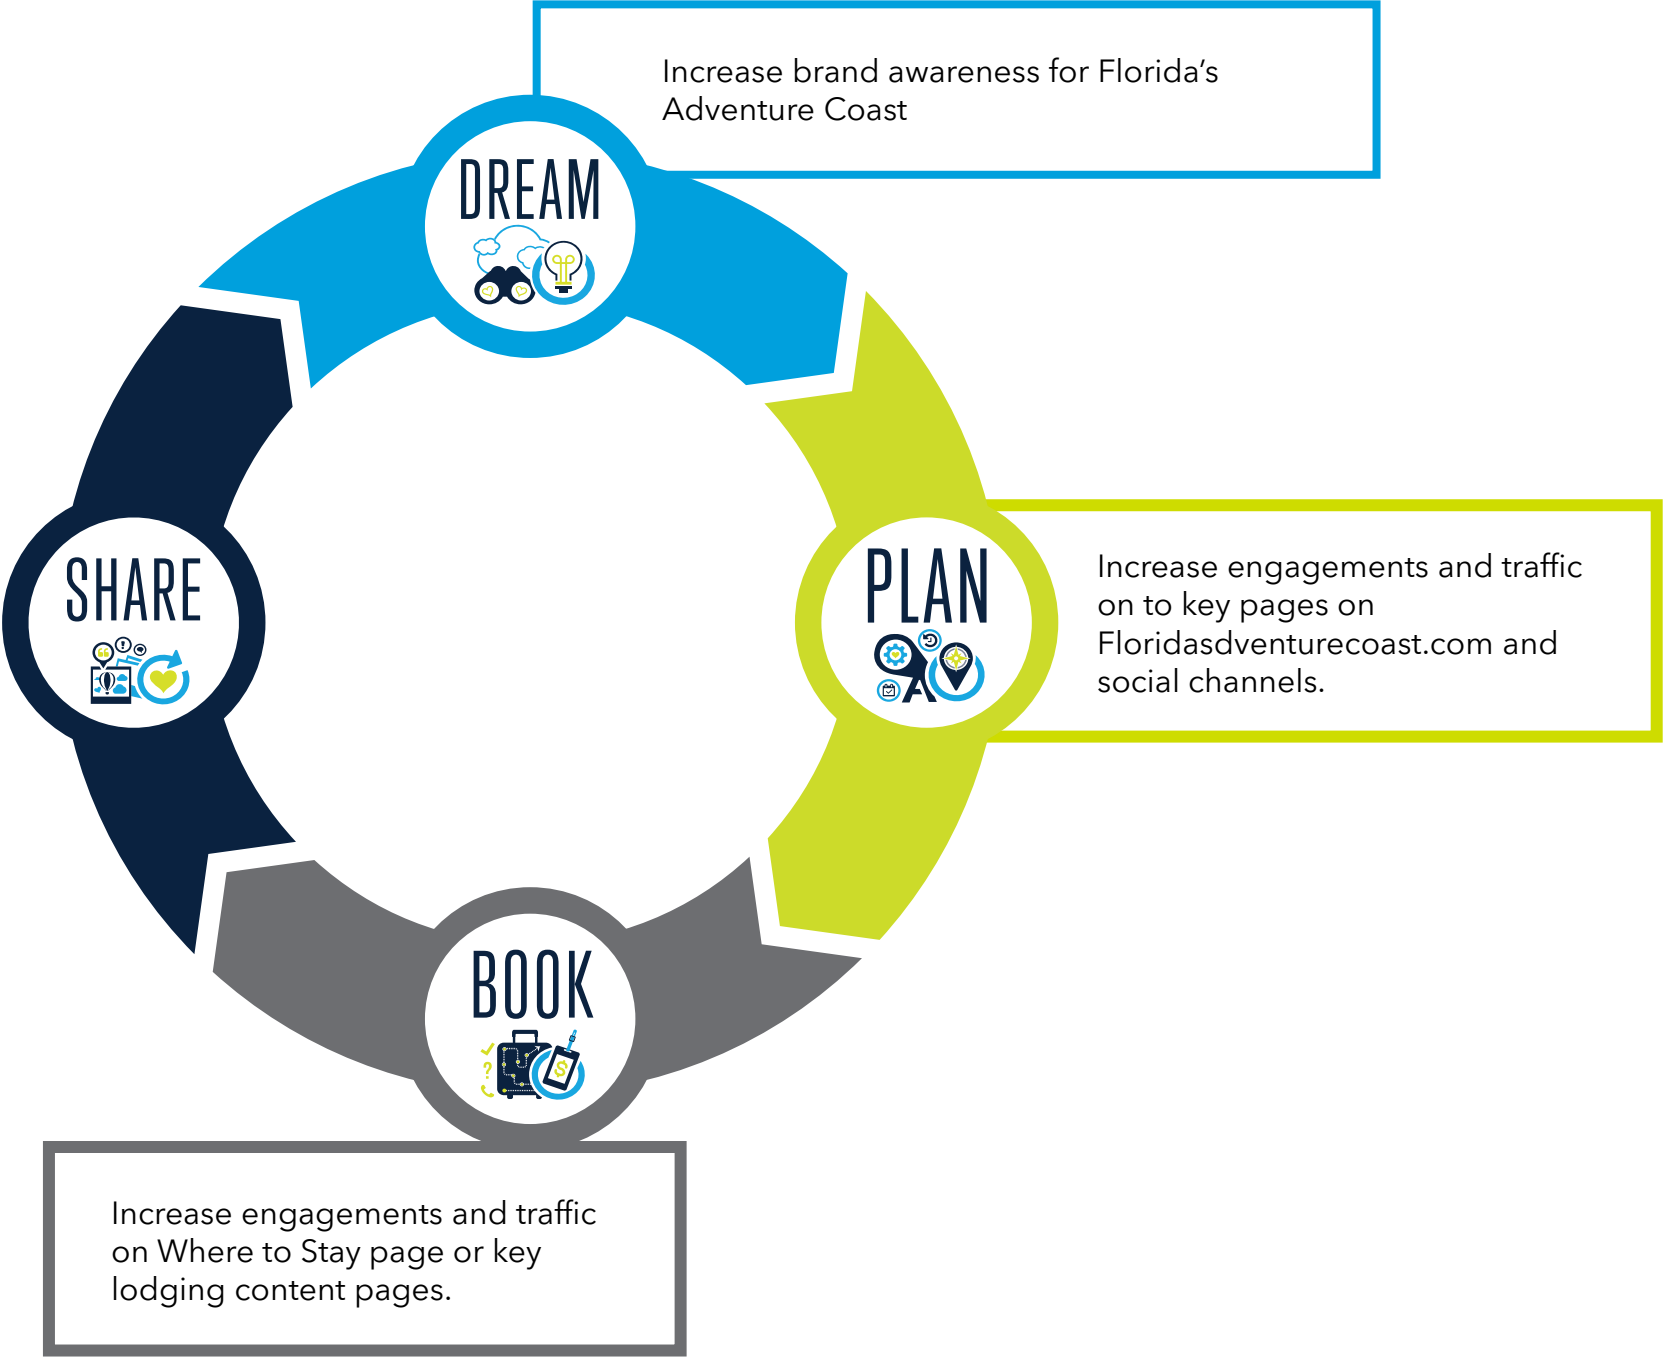 Increase brand awareness for Florida’s
Adventure Coast
DREAM
SHARE
PLAN
Increase engagements and traffic
on to key pages on
Floridasdventurecoast.com and
social channels.
BOOK
Increase engagements and traffic
on Where to Stay page or key
lodging content pages.